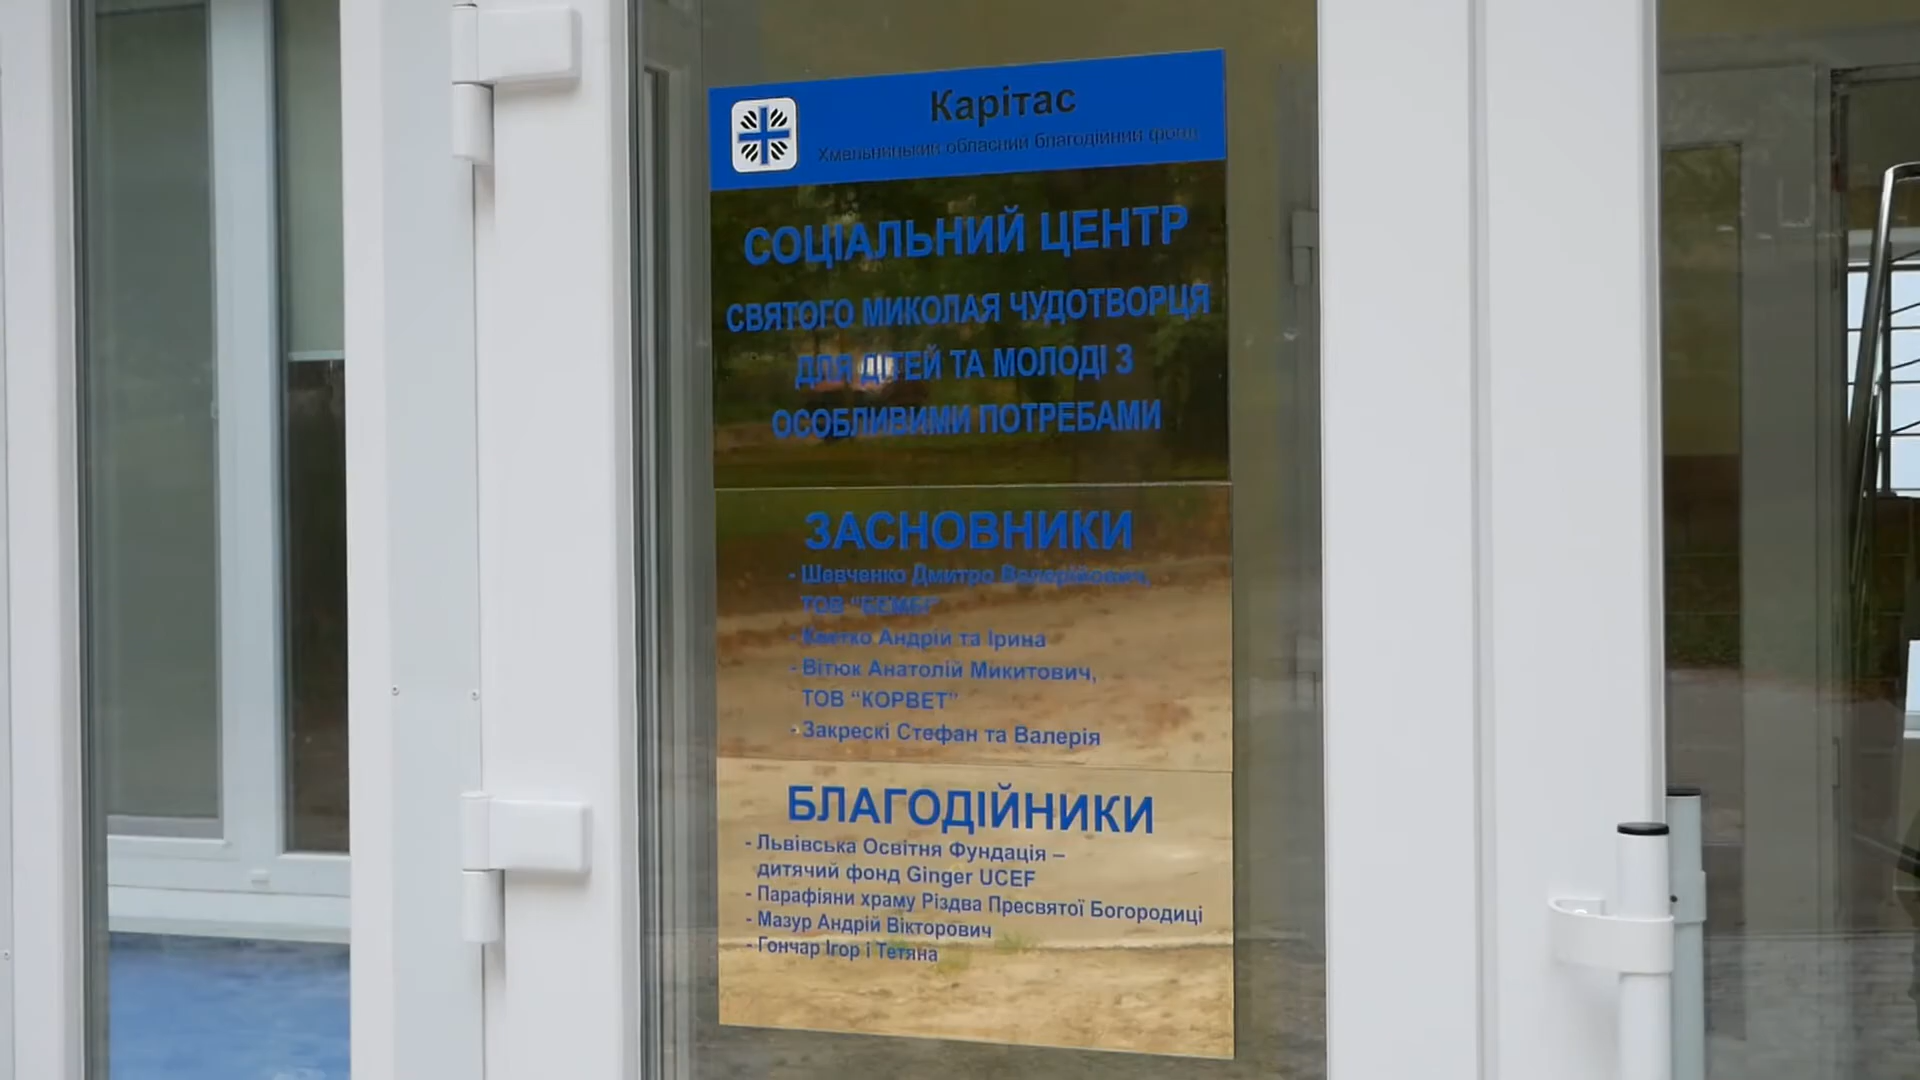 Карітас
Хмельницький обласний благодійний фонд
СОЦІАЛЬНИЙ ЦЕНТР
СВЯТОГО МИКОЛАЯ ЧУДОТВОРЦЯ
ДЛЯ ДІТЕЙ ТА МОЛОДІ З
ОСОБЛИВИМИ ПОТРЕБАМИ
ЗАСНОВНИКИ
- Шевченко Дмитро Валерійович,
ТОВ "БЕМБІ"
- Квятко Андрій та Ірина
- Вітюк Анатолій Микитович,
ТОВ "КОРВЕТ"
- Закрескі Стефан та Валерія
БЛАГОДІЙНИКИ
- Львівська Освітня Фундація –
дитячий фонд Ginger UCEF
- Парафіяни храму Різдва Пресвятої Богородиці
- Мазур Андрій Вікторович
- Гончар Ігор і Тетяна